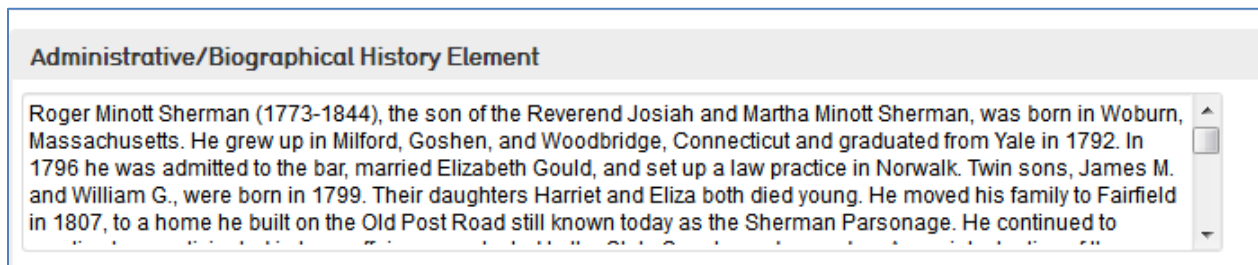 Administrative/Biographical History Element
Roger Minott Sherman (1773-1844), the son of the Reverend Josiah and Martha Minott Sherman, was born in Woburn,
Massachusetts. He grew up in Milford, Goshen, and Woodbridge, Connecticut and graduated from Yale in 1792. In
1796 he was admitted to the bar, married Elizabeth Gould, and set up a law practice in Norwalk. Twin sons, James M.
and William G., were born in 1799. Their daughters Harriet and Eliza both died young. He moved his family to Fairfield
in 1807, to a home he built on the Old Post Road still known today as the Sherman Parsonage. He continued to